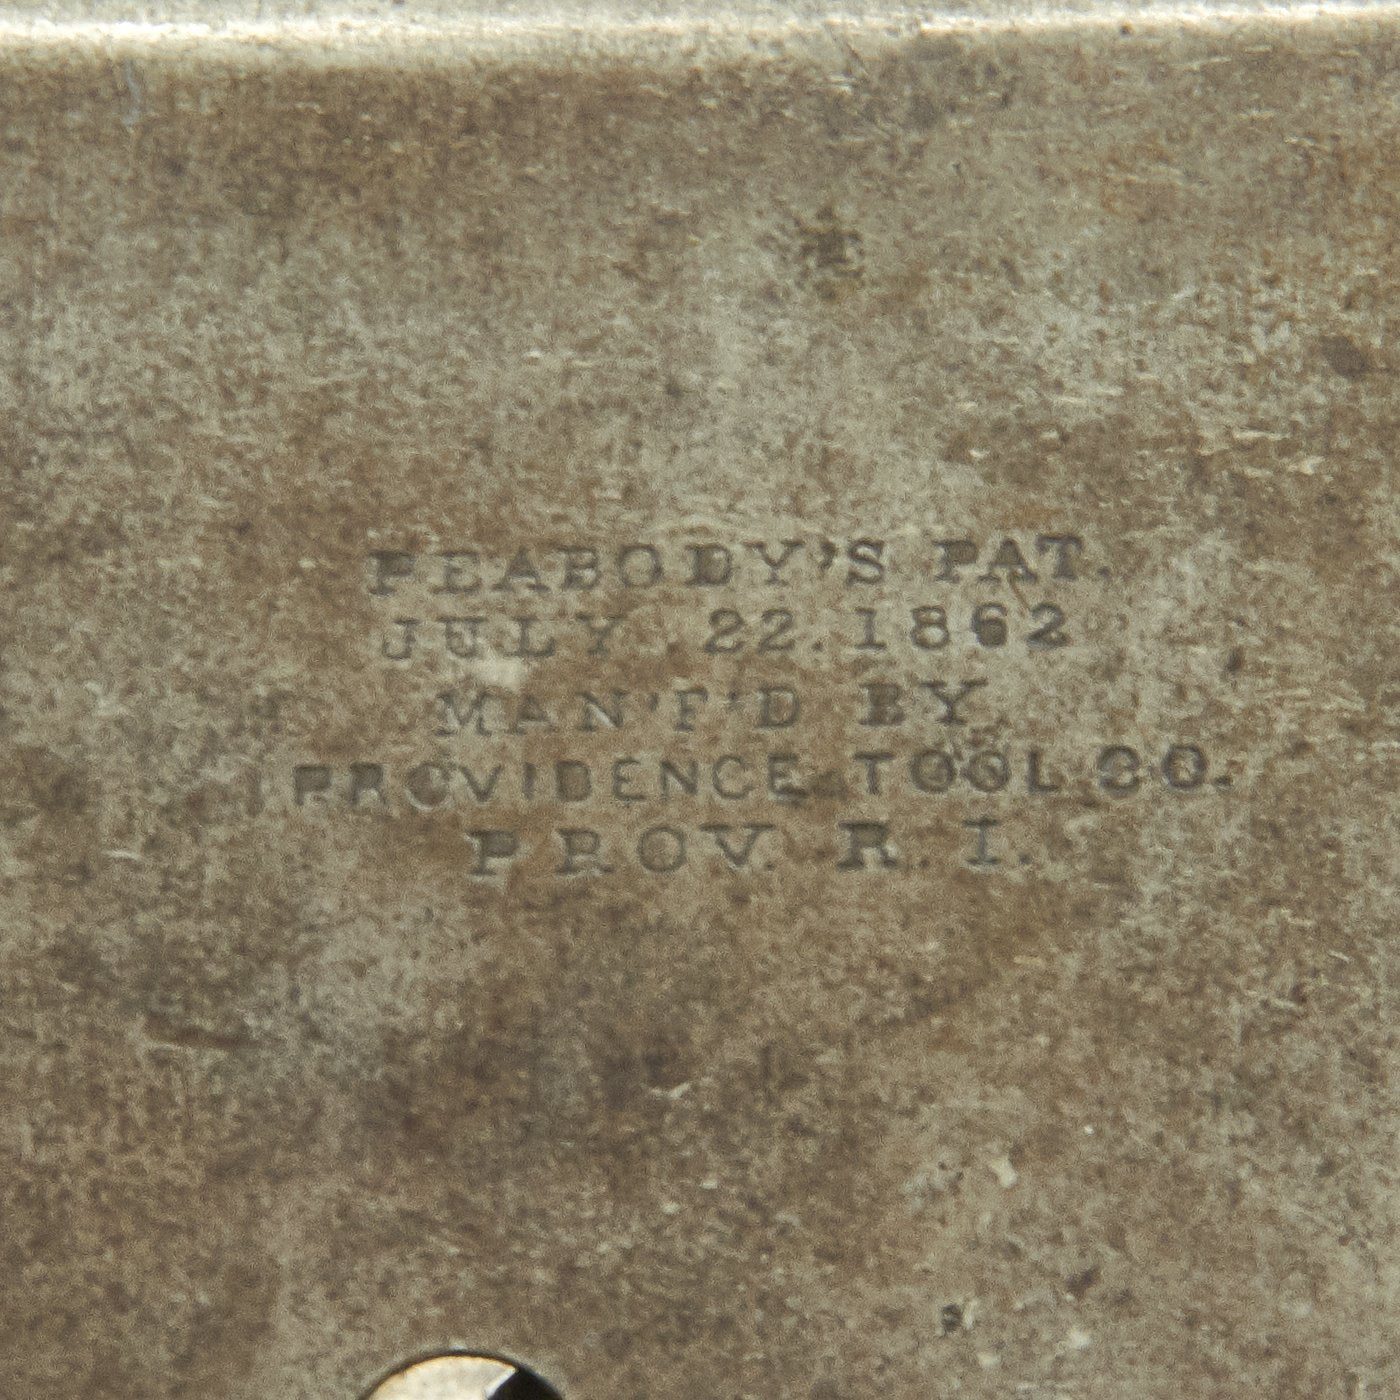 PEABODY'S PAT.
JULY. 22. 1862
MAN'F'D BY
PROVIDENCE TOOL CO.
PROV. R. I.